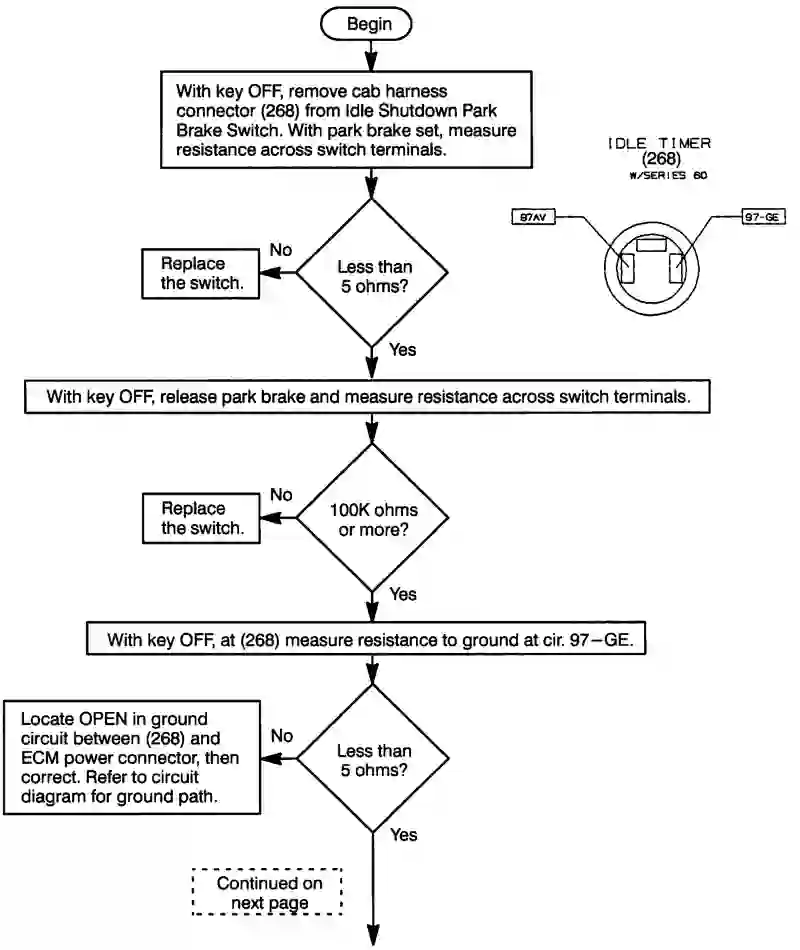 Begin
With key OFF, remove cab harness
connector (268) from Idle Shutdown Park
Brake Switch. With park brake set, measure
resistance across switch terminals.
IDLE TIMER
(268)
W/SERIES 60
97AV
97-GE
No
Replace
the switch.
Less than
5 ohms?
Yes
With key OFF, release park brake and measure resistance across switch terminals.
No
Replace
the switch.
100K ohms
or more?
Yes
With key OFF, at (268) measure resistance to ground at cir. 97–GE.
Locate OPEN in ground
circuit between (268) and
ECM power connector, then
correct. Refer to circuit
diagram for ground path.
No
Less than
5 ohms?
Yes
Continued on
next page